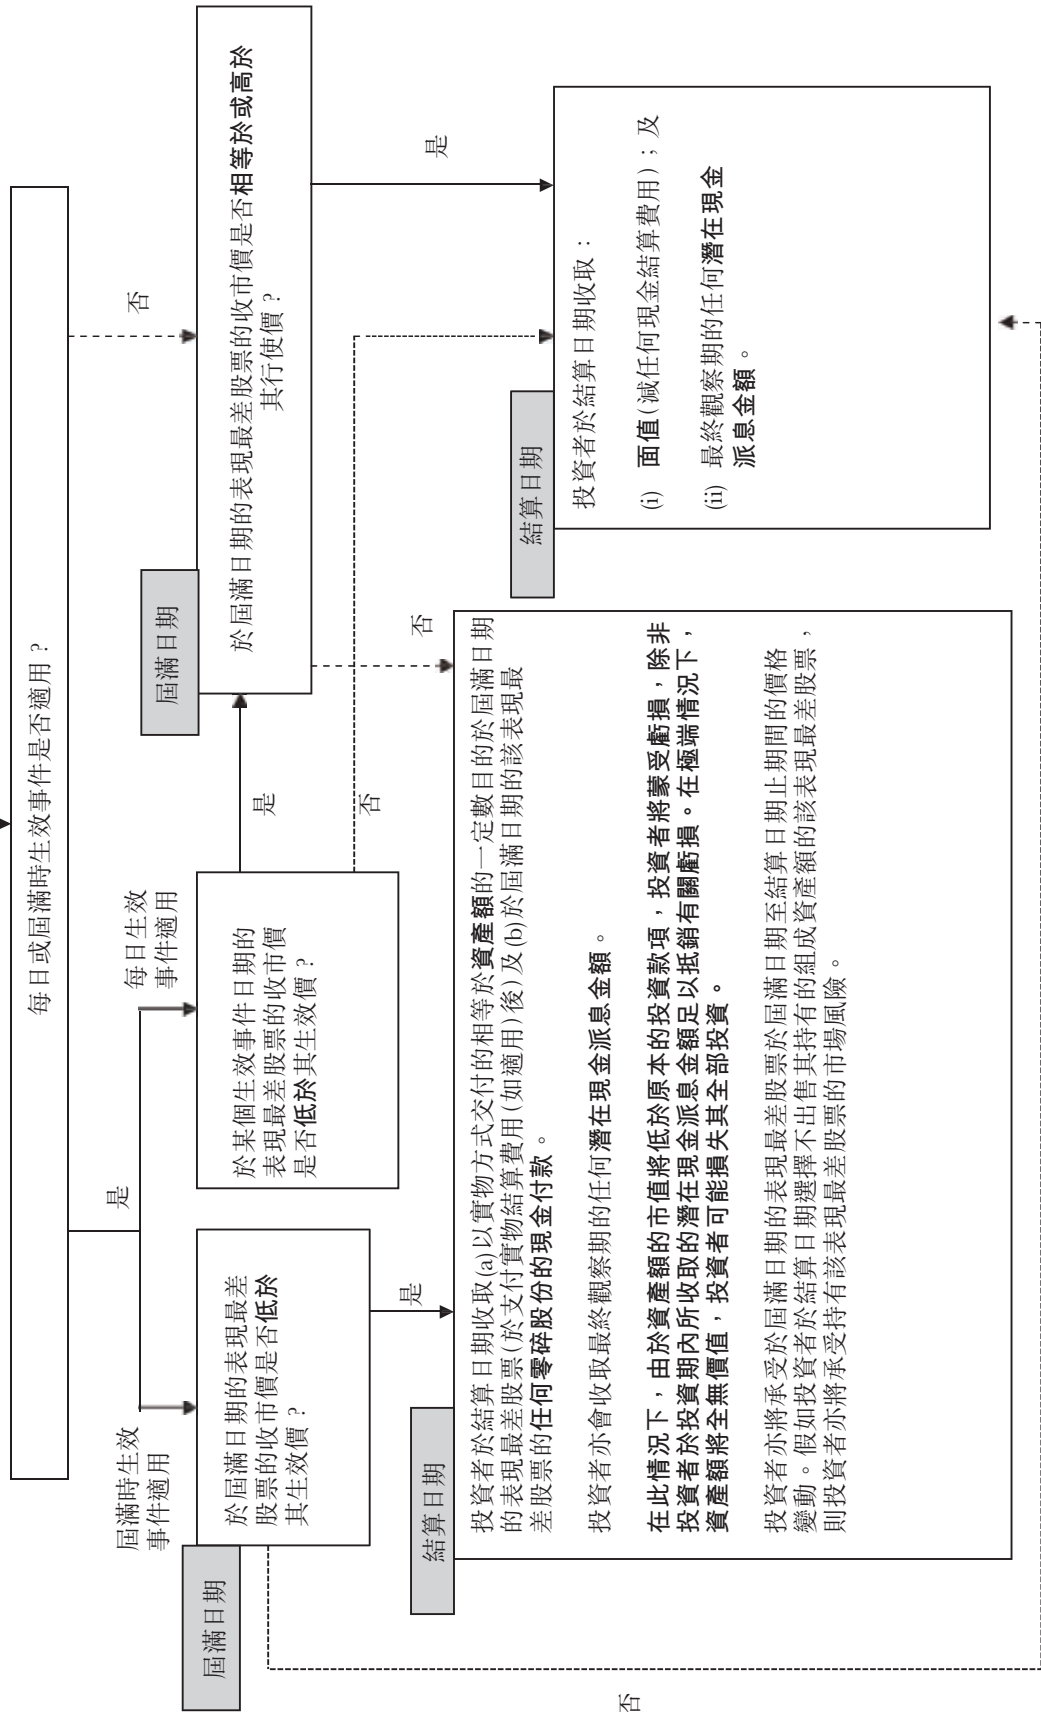 每日或屆滿時生效事件是否適用？
是
屆滿時生效
事件適用
每日生效
事件適用
否
屆滿日期
於屆滿日期的表現最差
股票的收市價是否低於
其生效價？
於某個生效事件日期的
表現最差股票的收市價
是否低於其生效價？
是
否
屆滿日期
於屆滿日期的表現最差股票的收市價是否相等於或高於
其行使價？
是
否
是
結算日期
投資者於結算日期收取(a)以實物方式交付的相等於資產額的一定數目的於屆滿日期
的表現最差股票(於支付實物結算費用(如適用)後)及(b)於屆滿日期的該表現最
差股票的任何零碎股份的現金付款。
投資者亦會收取最終觀察期的任何潛在現金派息金額。
在此情況下，由於資產額的市值將低於原本的投資款項，投資者將蒙受虧損，除非
投資者於投資期內所收取的潛在現金派息金額足以抵銷有關虧損。在極端情況下，
資產額將全無價值，投資者可能損失其全部投資。
投資者亦將承受於屆滿日期的表現最差股票於屆滿日期至結算日期止期間的價格
變動。假如投資者於結算日期選擇不出售其持有的組成資產額的該表現最差股票，
則投資者亦將承受持有該表現最差股票的市場風險。
結算日期
投資者於結算日期收取：
(i) 面值(減任何現金結算費用)；及
(ii) 最終觀察期的任何潛在現金
派息金額。
否